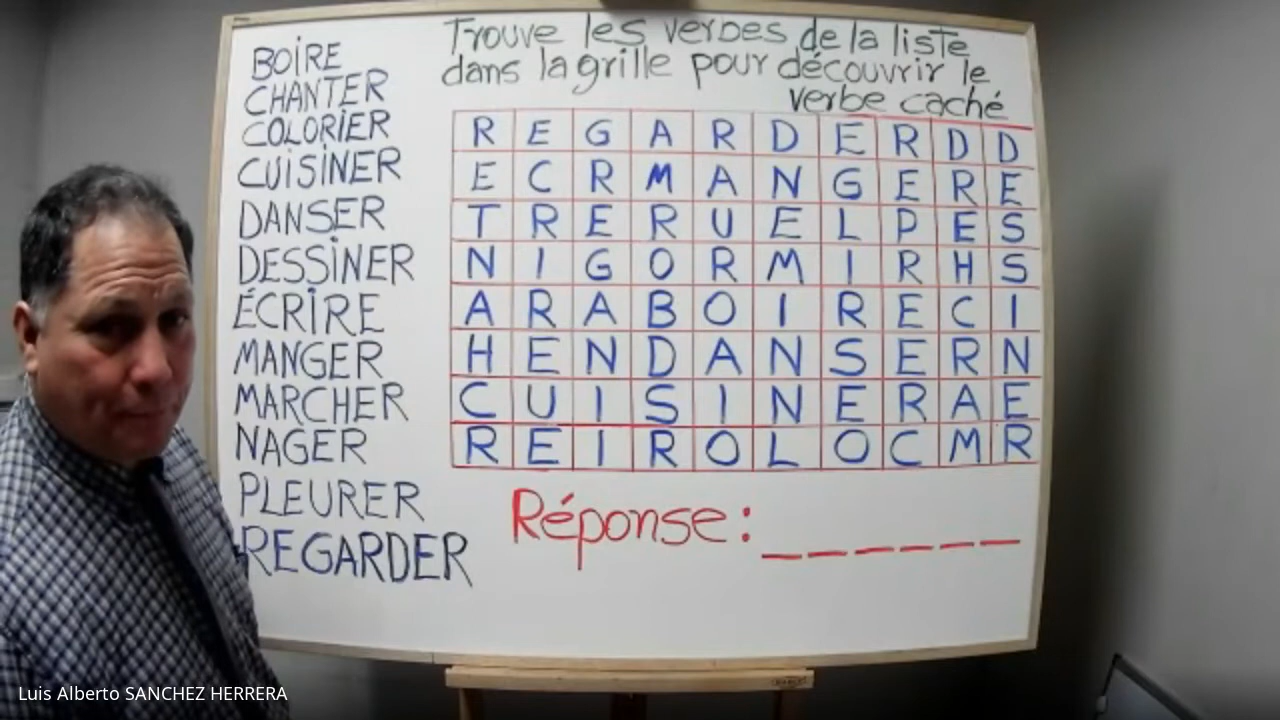 Trouve les verbes de la liste
dans la grille pour découvrir le
verbe caché
BOIRE
CHANTER
COLORIER
CUISINER
DANSER
DESSINER
ÉCRIRE
MANGER
MARCHER
NAGER
PLEURER
REGARDER
R E G A R D E R D D
E C R M A N G E R E
T R E R U E L P E S
N I G O R M I R H S
A R A B O I R E C I
H E N D A N S E R N
C U I S I N E R A E
R E I R O L O C M R
Réponse: _ _ _ _ _ _
Luis Alberto SANCHEZ HERRERA